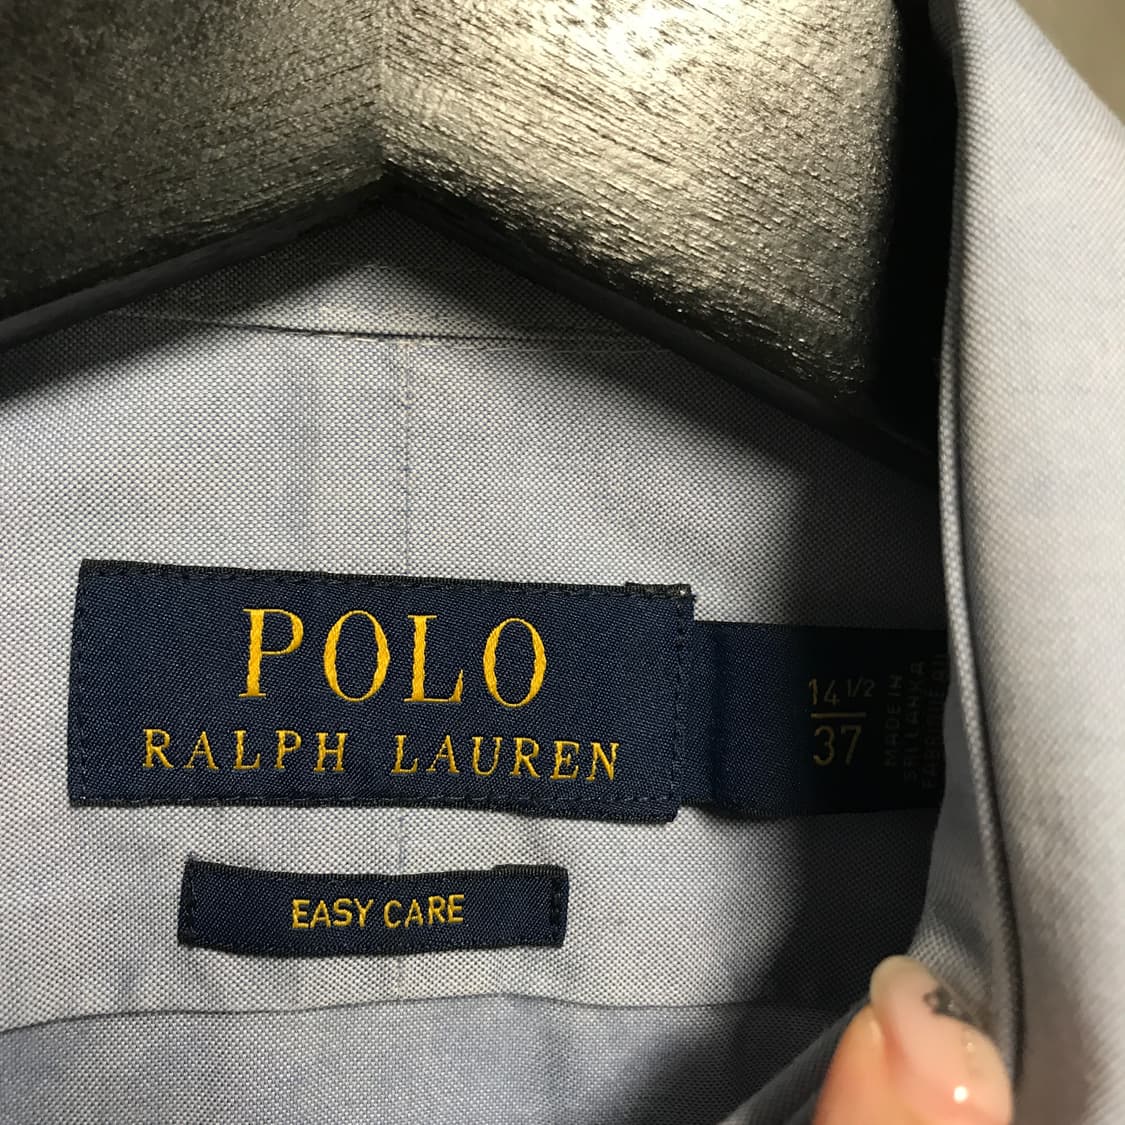 POLO
RALPH LAUREN
14 1/2
37
MADE IN
SRI LANKA
EASY CARE